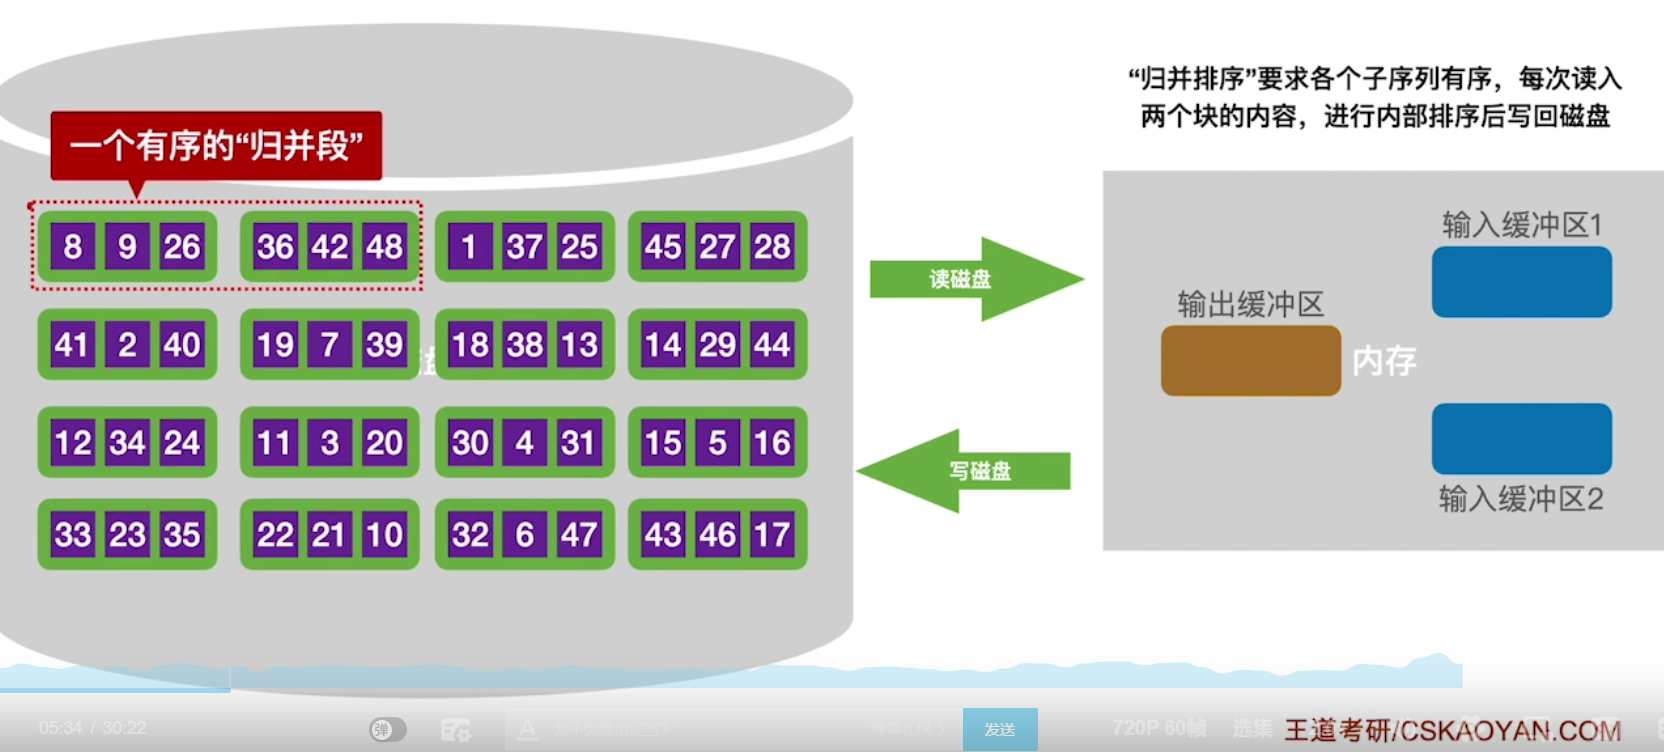 “归并排序”要求各个子序列有序，每次读入
两个块的内容，进行内部排序后写回磁盘
一个有序的“归并段”
8 9 26 36 42 48 1 37 25 45 27 28
41 2 40 19 7 39 18 38 13 14 29 44
12 34 24 11 3 20 30 4 31 15 5 16
33 23 35 22 21 10 32 6 47 43 46 17
读磁盘
写磁盘
输入缓冲区1
输出缓冲区
内存
输入缓冲区2
05:34 / 30:22
弹
发送
720P 60帧
选集
王道考研/CSKAOYAN.COM